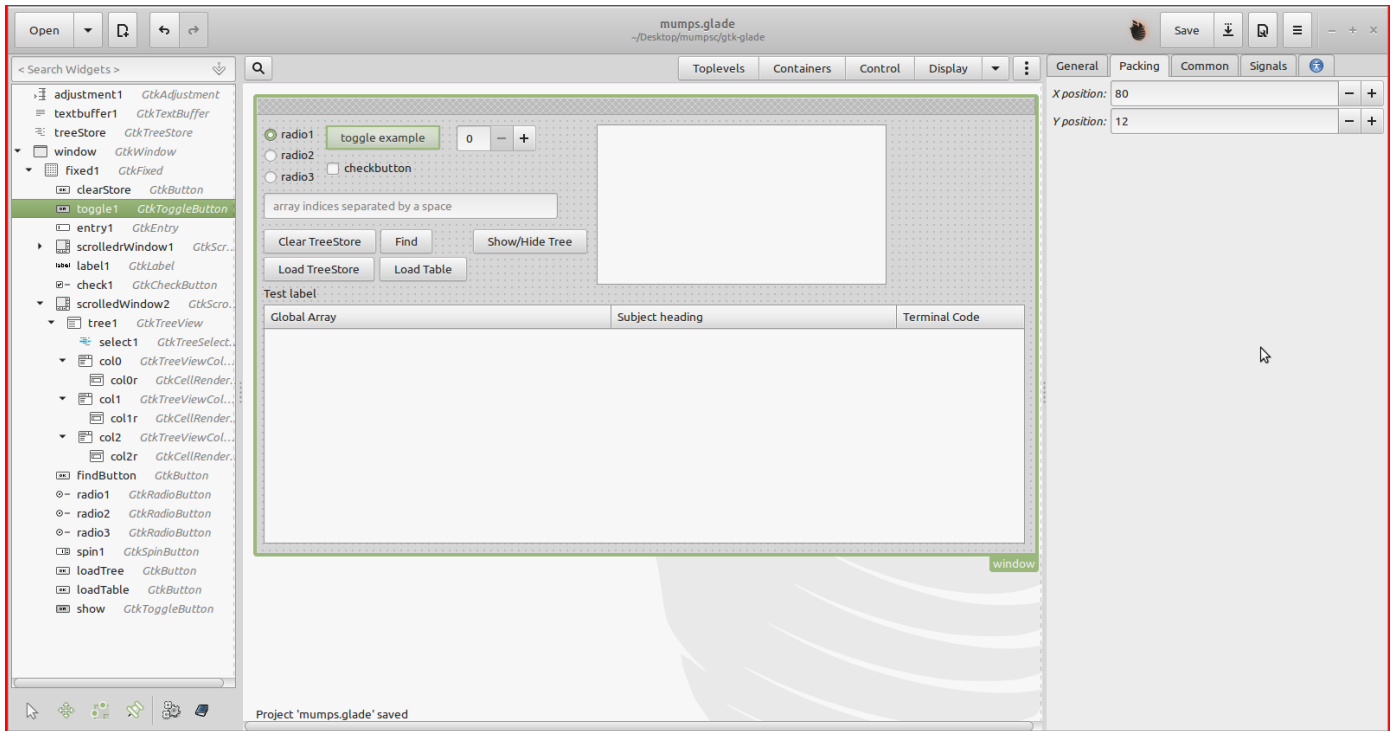 Open
mumps.glade
~/Desktop/mumpsc/gtk-glade
Save
< Search Widgets >
Toplevels Containers Control Display
General Packing Common Signals
adjustment1 GtkAdjustment
textbuffer1 GtkTextBuffer
treeStore GtkTreeStore
window GtkWindow
fixed1 GtkFixed
clearStore GtkButton
toggle1 GtkToggleButton
entry1 GtkEntry
scrolledrWindow1 GtkScr...
label1 GtkLabel
check1 GtkCheckButton
scrolledWindow2 GtkScro...
tree1 GtkTreeView
select1 GtkTreeSelect...
col0 GtkTreeViewCol...
col0r GtkCellRender...
col1 GtkTreeViewCol...
col1r GtkCellRender...
col2 GtkTreeViewCol...
col2r GtkCellRender...
findButton GtkButton
radio1 GtkRadioButton
radio2 GtkRadioButton
radio3 GtkRadioButton
spin1 GtkSpinButton
loadTree GtkButton
loadTable GtkButton
show GtkToggleButton
radio1 toggle example 0 − +
radio2
checkbutton
radio3
array indices separated by a space
Clear TreeStore Find Show/Hide Tree
Load TreeStore Load Table
Test label
Global Array Subject heading Terminal Code
window
Project 'mumps.glade' saved
X position: 80 − +
Y position: 12 − +